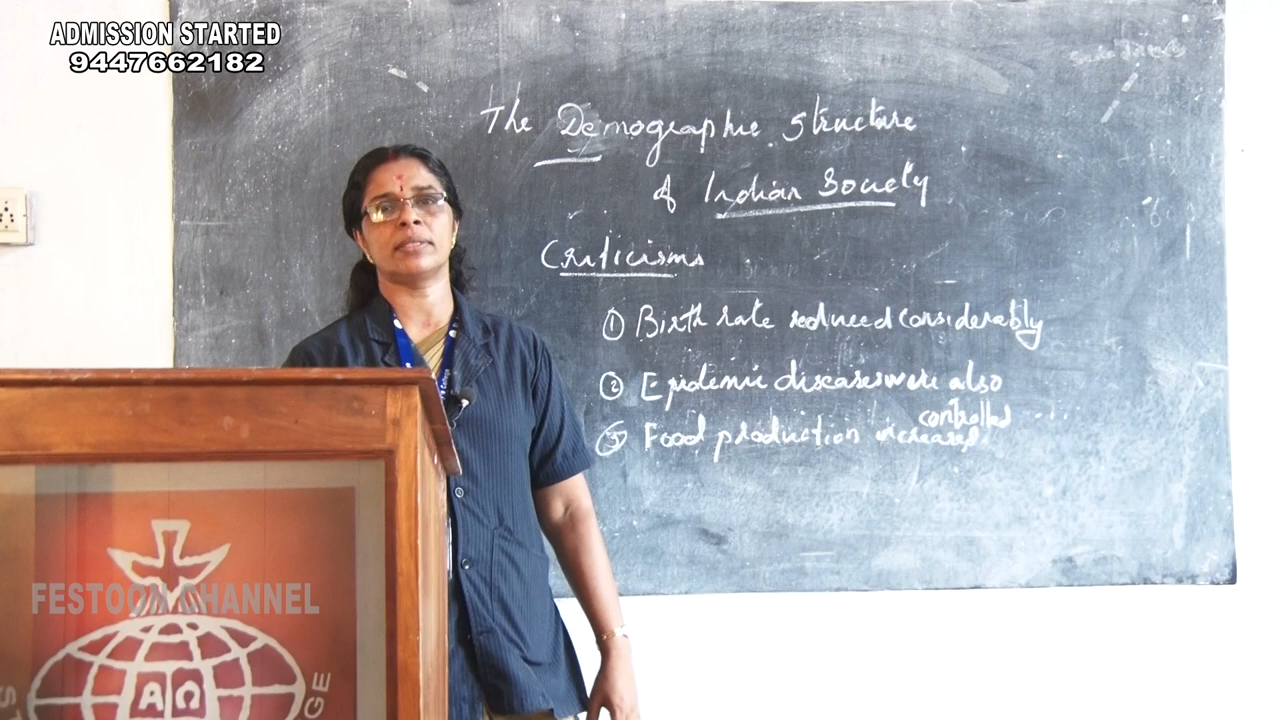 ADMISSION STARTED
9447662182
The Demographic Structure
of Indian Society
Criticisms
① Birth rate reduced considerably
② Epidemic diseases were also
controlled ....
③ Food production increased.
FESTOON CHANNEL
ΑΩ